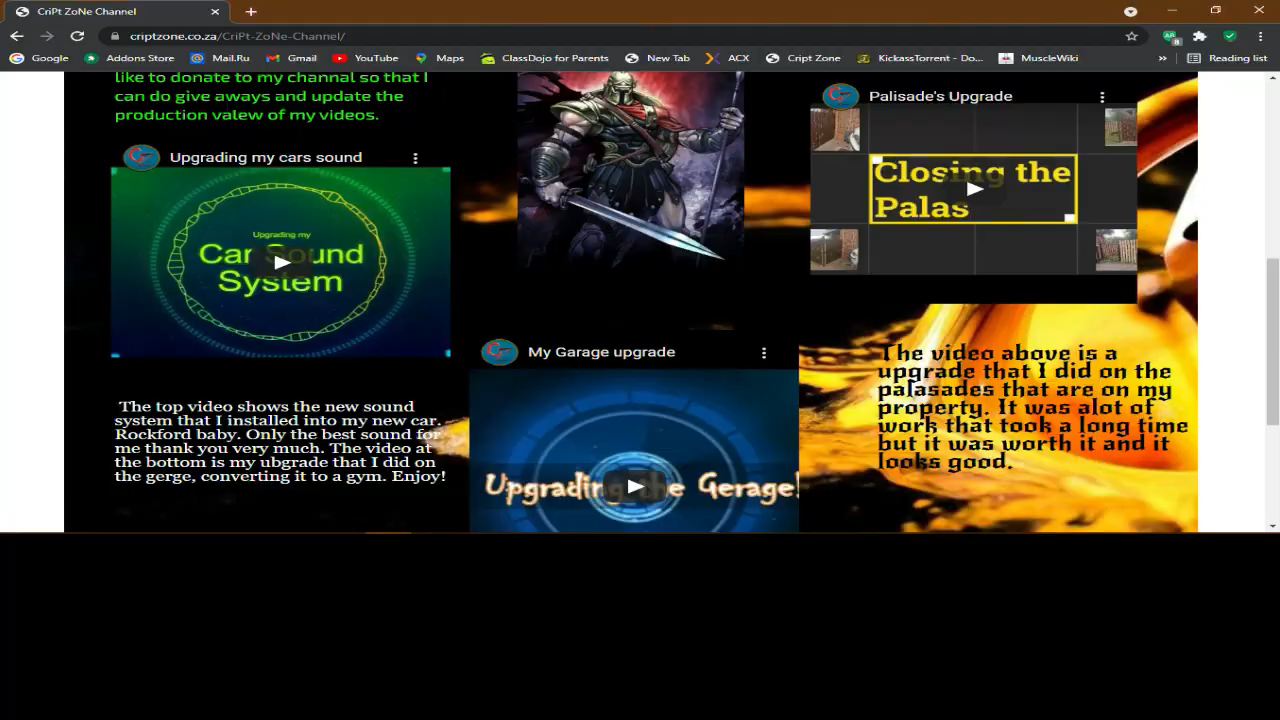 CriPt ZoNe Channel
criptzone.co.za/CriPt-ZoNe-Channel/
Google Addons Store Mail.Ru Gmail YouTube Maps ClassDojo for Parents New Tab ACX Cript Zone KickassTorrent - Do... MuscleWiki » Reading list
like to donate to my channel so that I
can do give aways and update the
production valew of my videos.
Upgrading my cars sound
Upgrading my
Car Sound
System
The top video shows the new sound
system that I installed into my new car.
Rockford baby. Only the best sound for
me thank you very much. The video at
the bottom is my ubgrade that I did on
the gerge, converting it to a gym. Enjoy!
My Garage upgrade
Upgrading the Gerage!
Palisade's Upgrade
Closing the
Palas
The video above is a
upgrade that I did on the
palasades that are on my
property. It was alot of
work that took a long time
but it was worth it and it
looks good.